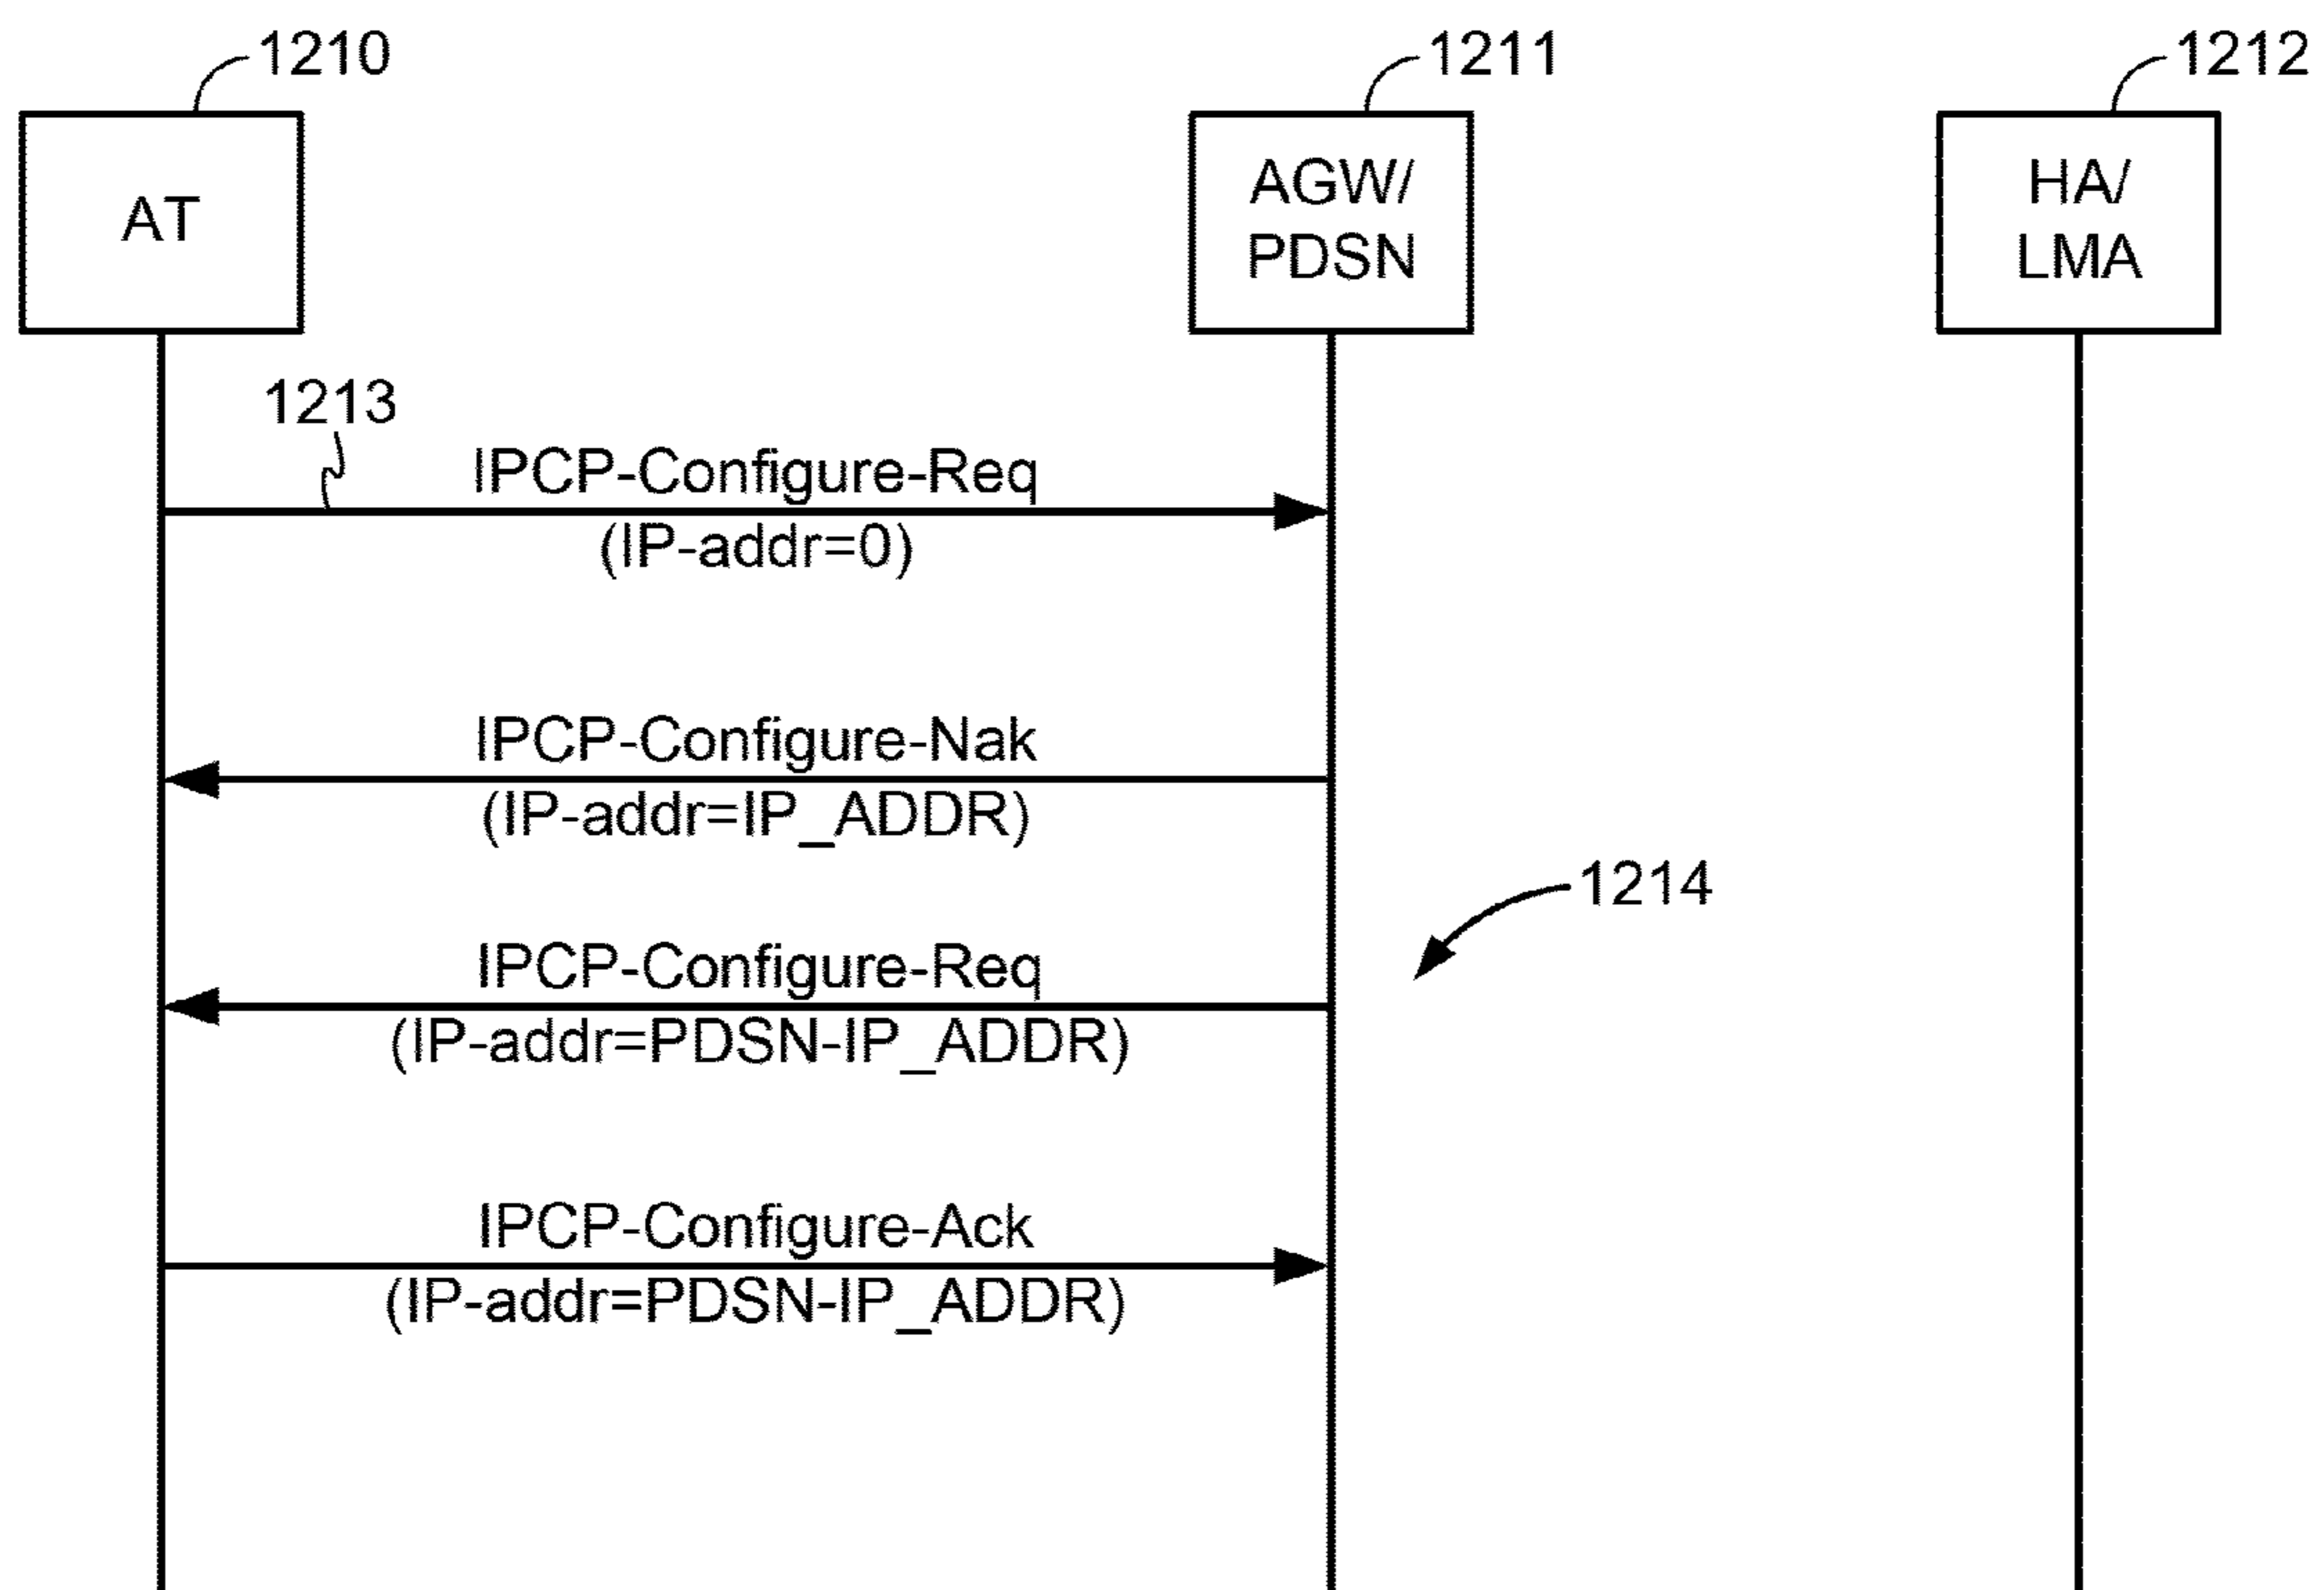 1210
1211
1212
AT
AGW/
PDSN
HA/
LMA
1213
IPCP-Configure-Req
(IP-addr=0)
IPCP-Configure-Nak
(IP-addr=IP_ADDR)
1214
IPCP-Configure-Req
(IP-addr=PDSN-IP_ADDR)
IPCP-Configure-Ack
(IP-addr=PDSN-IP_ADDR)